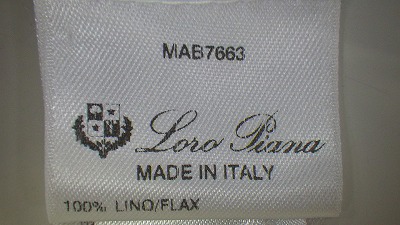 MAB7663
Loro Piana
MADE IN ITALY
100% LINO/FLAX